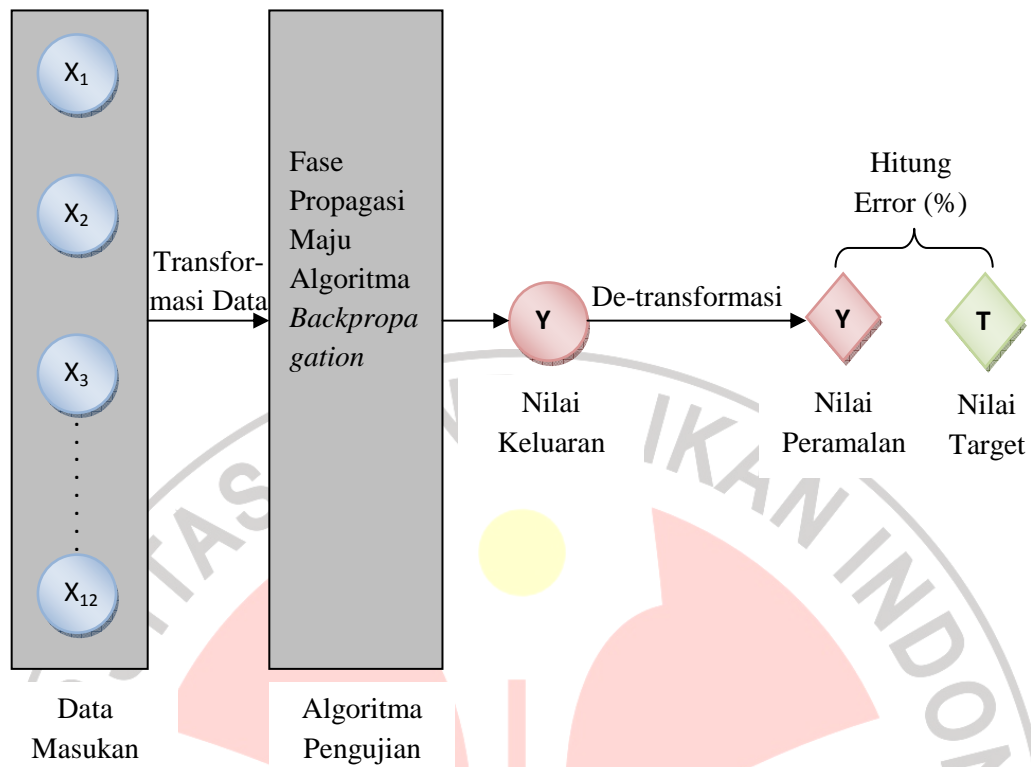 X1
X2
X3
X12
Transfor-
masi Data
Fase
Propagasi
Maju
Algoritma
Backpropa
gation
Y
De-transformasi
Hitung
Error (%)
Y
T
Nilai
Keluaran
Nilai
Peramalan
Nilai
Target
Data
Masukan
Algoritma
Pengujian